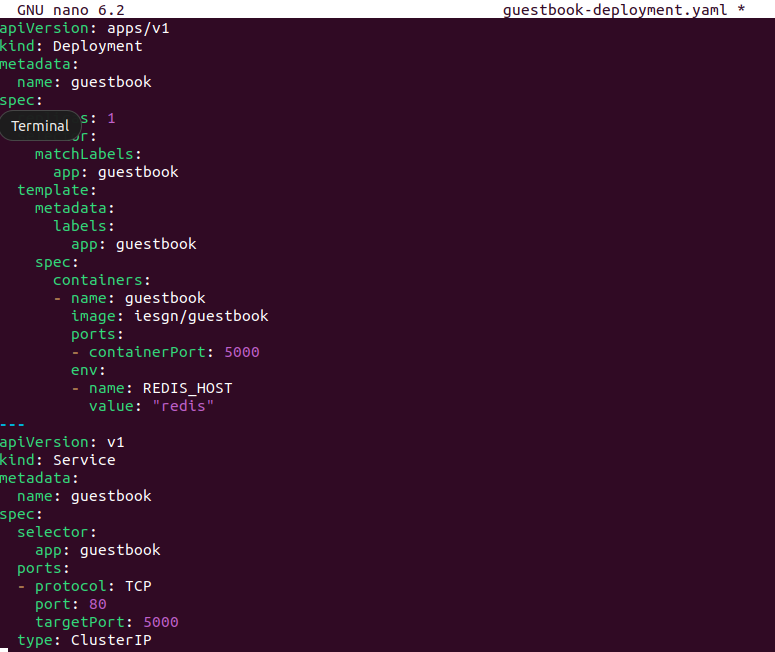 GNU nano 6.2 guestbook-deployment.yaml *
apiVersion: apps/v1
kind: Deployment
metadata:
  name: guestbook
spec:
s: 1
Terminal
r:
    matchLabels:
      app: guestbook
  template:
    metadata:
      labels:
        app: guestbook
    spec:
      containers:
      - name: guestbook
        image: iesgn/guestbook
        ports:
        - containerPort: 5000
        env:
        - name: REDIS_HOST
          value: "redis"
---
apiVersion: v1
kind: Service
metadata:
  name: guestbook
spec:
  selector:
    app: guestbook
  ports:
  - protocol: TCP
    port: 80
    targetPort: 5000
  type: ClusterIP